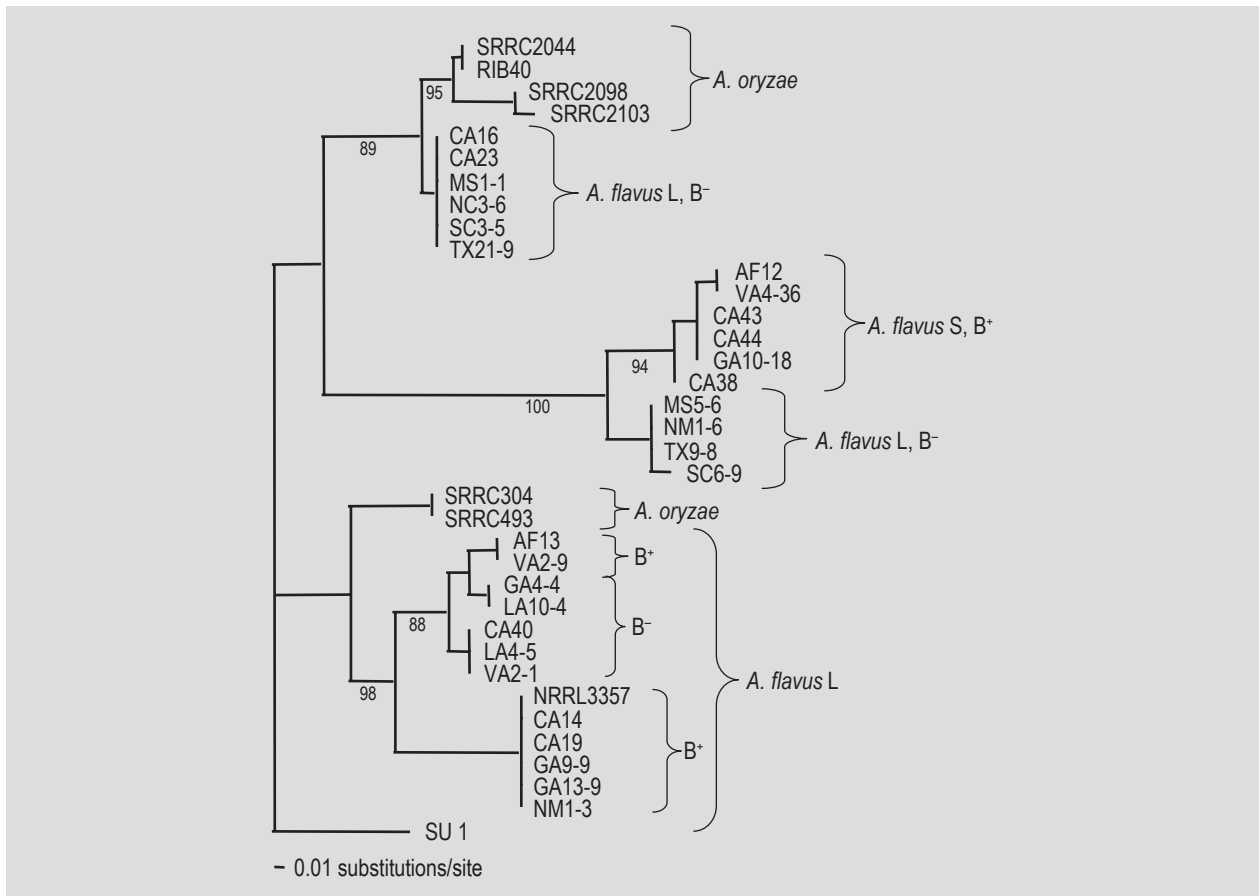 SRRC2044
RIB40
SRRC2098
SRRC2103
95
A. oryzae
89
CA16
CA23
MS1-1
NC3-6
SC3-5
TX21-9
A. flavus L, B⁻
AF12
VA4-36
CA43
CA44
GA10-18
CA38
A. flavus S, B⁺
94
100
MS5-6
NM1-6
TX9-8
SC6-9
A. flavus L, B⁻
SRRC304
SRRC493
A. oryzae
AF13
VA2-9
B⁺
GA4-4
LA10-4
CA40
LA4-5
VA2-1
B⁻
88
98
NRRL3357
CA14
CA19
GA9-9
GA13-9
NM1-3
B⁺
A. flavus L
SU 1
0.01 substitutions/site